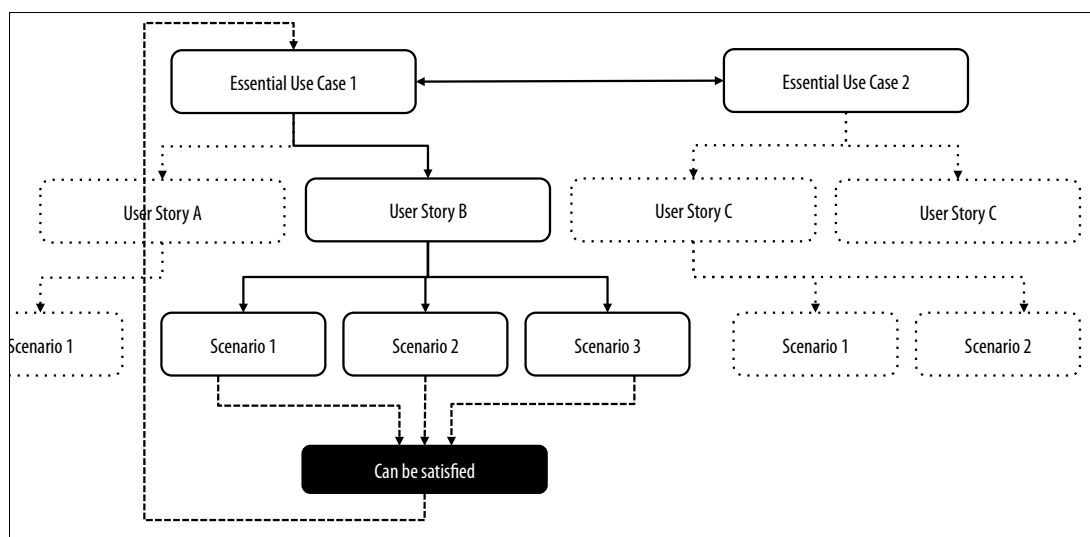 Essential Use Case 1
Essential Use Case 2
User Story A
User Story B
User Story C
User Story C
Scenario 1
Scenario 1
Scenario 2
Scenario 3
Scenario 1
Scenario 2
Can be satisfied